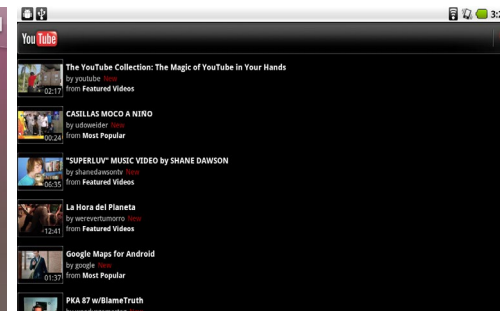 3:2
YouTube
The YouTube Collection: The Magic of YouTube in Your Hands
by youtube New
02:17
from Featured Videos
CASILLAS MOCO A NIÑO
by udoweider New
00:24
from Most Popular
"SUPERLUV" MUSIC VIDEO by SHANE DAWSON
by shanedawsontv New
06:35
from Featured Videos
La Hora del Planeta
by werevertumorro New
12:41
from Featured Videos
Google Maps for Android
by google New
01:37
from Most Popular
PKA 87 w/BlameTruth